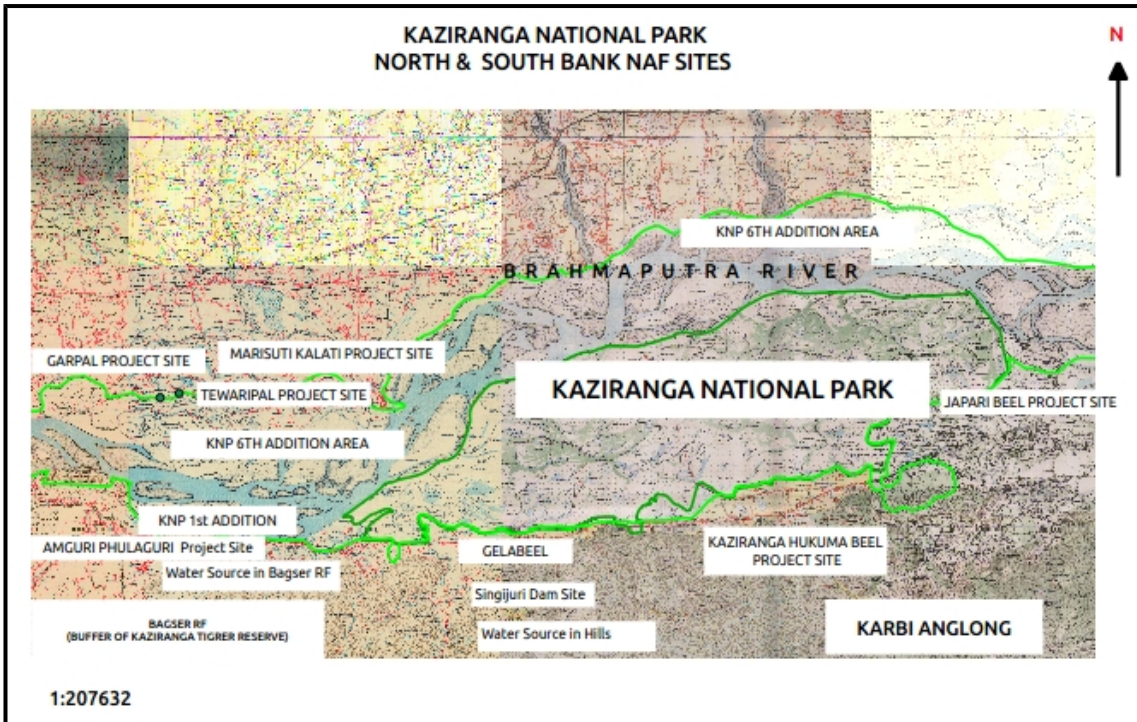 KAZIRANGA NATIONAL PARK
NORTH & SOUTH BANK NAF SITES
N
KNP 6TH ADDITION AREA
BRAHMAPUTRA RIVER
GARPAL PROJECT SITE
MARISUTI KALATI PROJECT SITE
TEWARIPAL PROJECT SITE
KAZIRANGA NATIONAL PARK
JAPARI BEEL PROJECT SITE
KNP 6TH ADDITION AREA
KNP 1st ADDITION
AMGURI PHULAGURI Project Site
Water Source in Bagser RF
GELABEEL
KAZIRANGA HUKUMA BEEL
PROJECT SITE
Singijuri Dam Site
Water Source in Hills
BAGSER RF
(BUFFER OF KAZIRANGA TIGRER RESERVE)
KARBI ANGLONG
1:207632